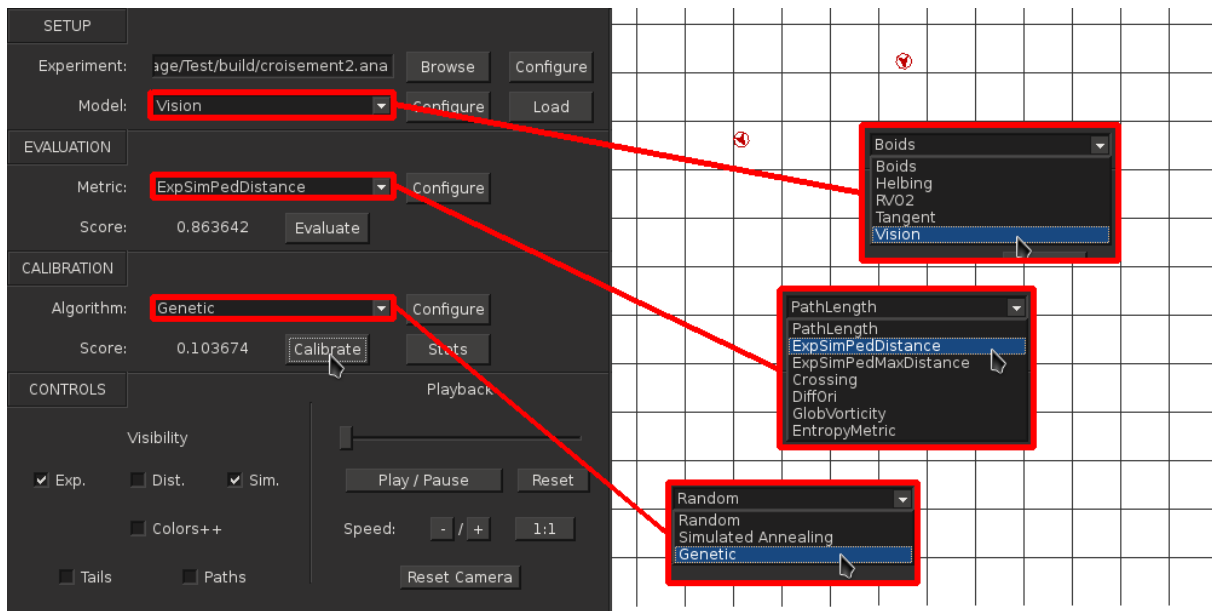 SETUP
Experiment: age/Test/build/croisement2.ana Browse Configure
Model: Vision Configure Load
EVALUATION
Metric: ExpSimPedDistance Configure
Score: 0.863642 Evaluate
CALIBRATION
Algorithm: Genetic Configure
Score: 0.103674 Calibrate Stats
CONTROLS
Playback
Visibility
Exp. Dist. Sim.
Play / Pause Reset
Colors++
Speed: - / + 1:1
Tails Paths
Reset Camera
Boids
Boids
Helbing
RVO2
Tangent
Vision
PathLength
PathLength
ExpSimPedDistance
ExpSimPedMaxDistance
Crossing
DiffOri
GlobVorticity
EntropyMetric
Random
Random
Simulated Annealing
Genetic